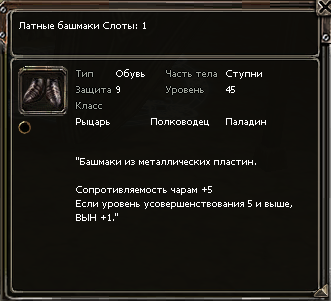 Латные башмаки Слоты: 1
Тип Обувь Часть тела Ступни
Защита 9 Уровень 45
Класс
Рыцарь Полководец Паладин
"Башмаки из металлических пластин.
Сопротивляемость чарам +5
Если уровень усовершенствования 5 и выше,
ВЫН +1."